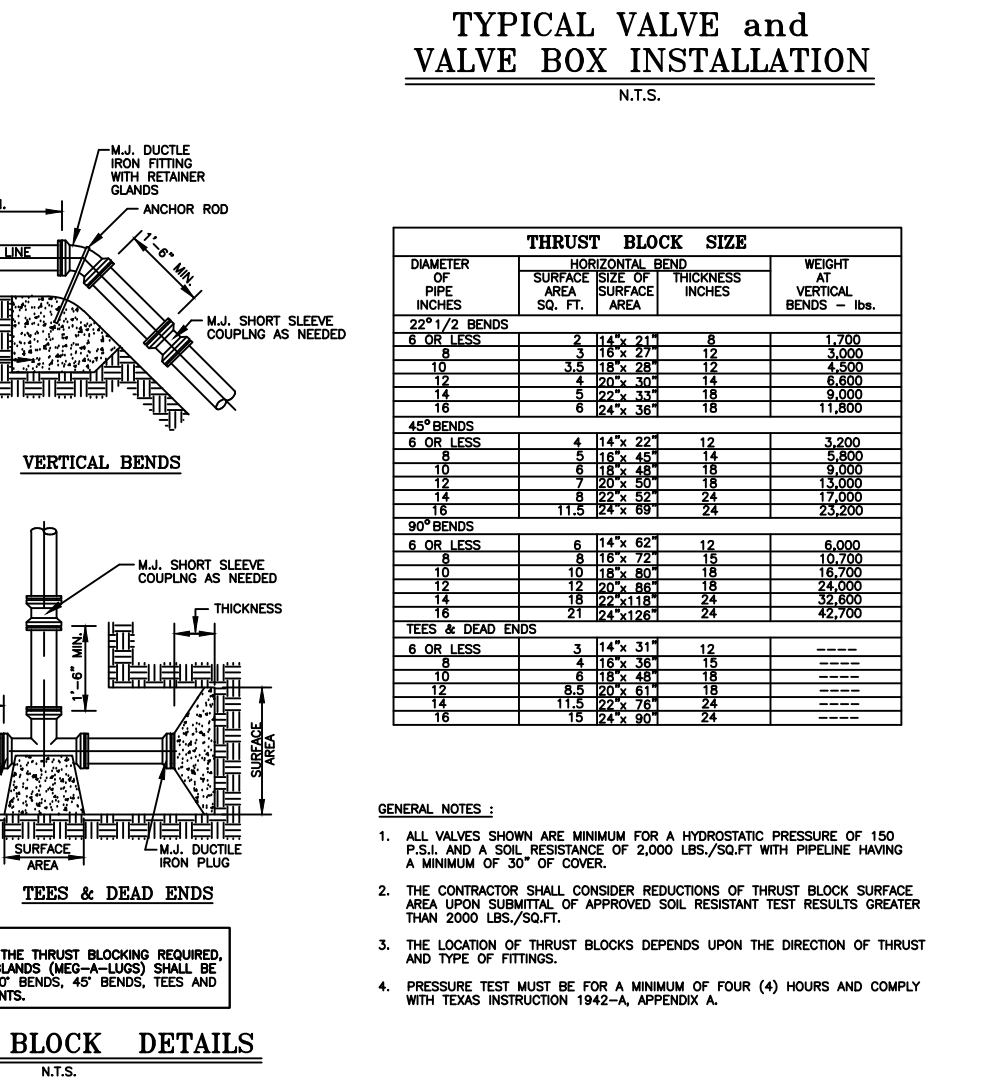 TYPICAL VALVE and
VALVE BOX INSTALLATION
N.T.S.
M.J. DUCTLE
IRON FITTING
WITH RETAINER
GLANDS
ANCHOR ROD
LINE
1'-6" MIN.
M.J. SHORT SLEEVE
COUPLNG AS NEEDED
VERTICAL BENDS
M.J. SHORT SLEEVE
COUPLNG AS NEEDED
THICKNESS
1'-6" MIN.
SURFACE
AREA
SURFACE
AREA
M.J. DUCTILE
IRON PLUG
TEES & DEAD ENDS
THE THRUST BLOCKING REQUIRED,
LANDS (MEG-A-LUGS) SHALL BE
0° BENDS, 45° BENDS, TEES AND
NTS.
BLOCK DETAILS
N.T.S.
THRUST BLOCK SIZE
DIAMETER
OF
PIPE
INCHES
HORIZONTAL BEND
SURFACE
AREA
SQ. FT.
SIZE OF
SURFACE
AREA
THICKNESS
INCHES
WEIGHT
AT
VERTICAL
BENDS - lbs.
22°1/2 BENDS
6 OR LESS 2 14"x 21" 8 1,700
8 3 16"x 27" 12 3,000
10 3.5 18"x 28" 12 4,500
12 4 20"x 30" 14 6,600
14 5 22"x 33" 18 9,000
16 6 24"x 36" 18 11,800
45° BENDS
6 OR LESS 4 14"x 22" 12 3,200
8 5 16"x 45" 14 5,800
10 6 18"x 48" 18 9,000
12 7 20"x 50" 18 13,000
14 8 22"x 52" 24 17,000
16 11.5 24"x 69" 24 23,200
90° BENDS
6 OR LESS 6 14"x 62" 12 6,000
8 8 16"x 72" 15 10,700
10 10 18"x 80" 18 16,700
12 12 20"x 86" 18 24,000
14 18 22"x118" 24 32,600
16 21 24"x126" 24 42,700
TEES & DEAD ENDS
6 OR LESS 3 14"x 31" 12 ----
8 4 16"x 36" 15 ----
10 6 18"x 48" 18 ----
12 8.5 20"x 61" 18 ----
14 11.5 22"x 76" 24 ----
16 15 24"x 90" 24 ----
GENERAL NOTES :
1. ALL VALVES SHOWN ARE MINIMUM FOR A HYDROSTATIC PRESSURE OF 150
P.S.I. AND A SOIL RESISTANCE OF 2,000 LBS./SQ.FT WITH PIPELINE HAVING
A MINIMUM OF 30" OF COVER.
2. THE CONTRACTOR SHALL CONSIDER REDUCTIONS OF THRUST BLOCK SURFACE
AREA UPON SUBMITTAL OF APPROVED SOIL RESISTANT TEST RESULTS GREATER
THAN 2000 LBS./SQ.FT.
3. THE LOCATION OF THRUST BLOCKS DEPENDS UPON THE DIRECTION OF THRUST
AND TYPE OF FITTINGS.
4. PRESSURE TEST MUST BE FOR A MINIMUM OF FOUR (4) HOURS AND COMPLY
WITH TEXAS INSTRUCTION 1942-A, APPENDIX A.